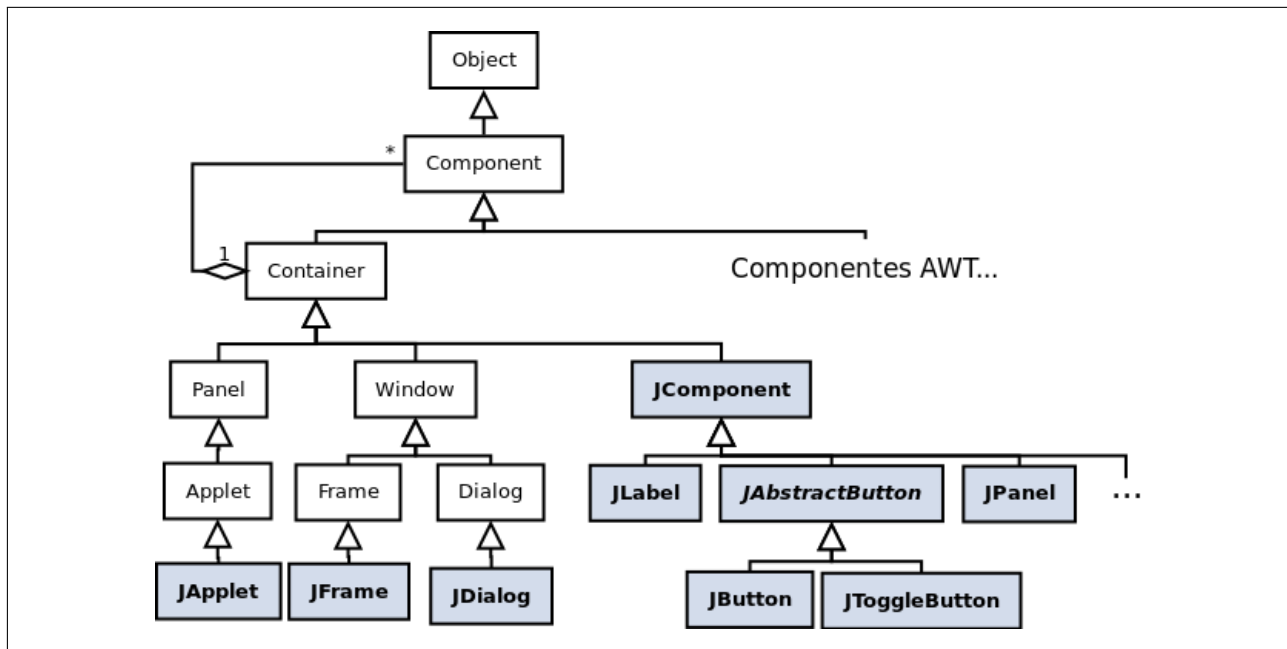 Object
*
Component
1
Container
Componentes AWT...
Panel
Window
JComponent
Applet
Frame
Dialog
JLabel
JAbstractButton
JPanel
...
JApplet
JFrame
JDialog
JButton
JToggleButton